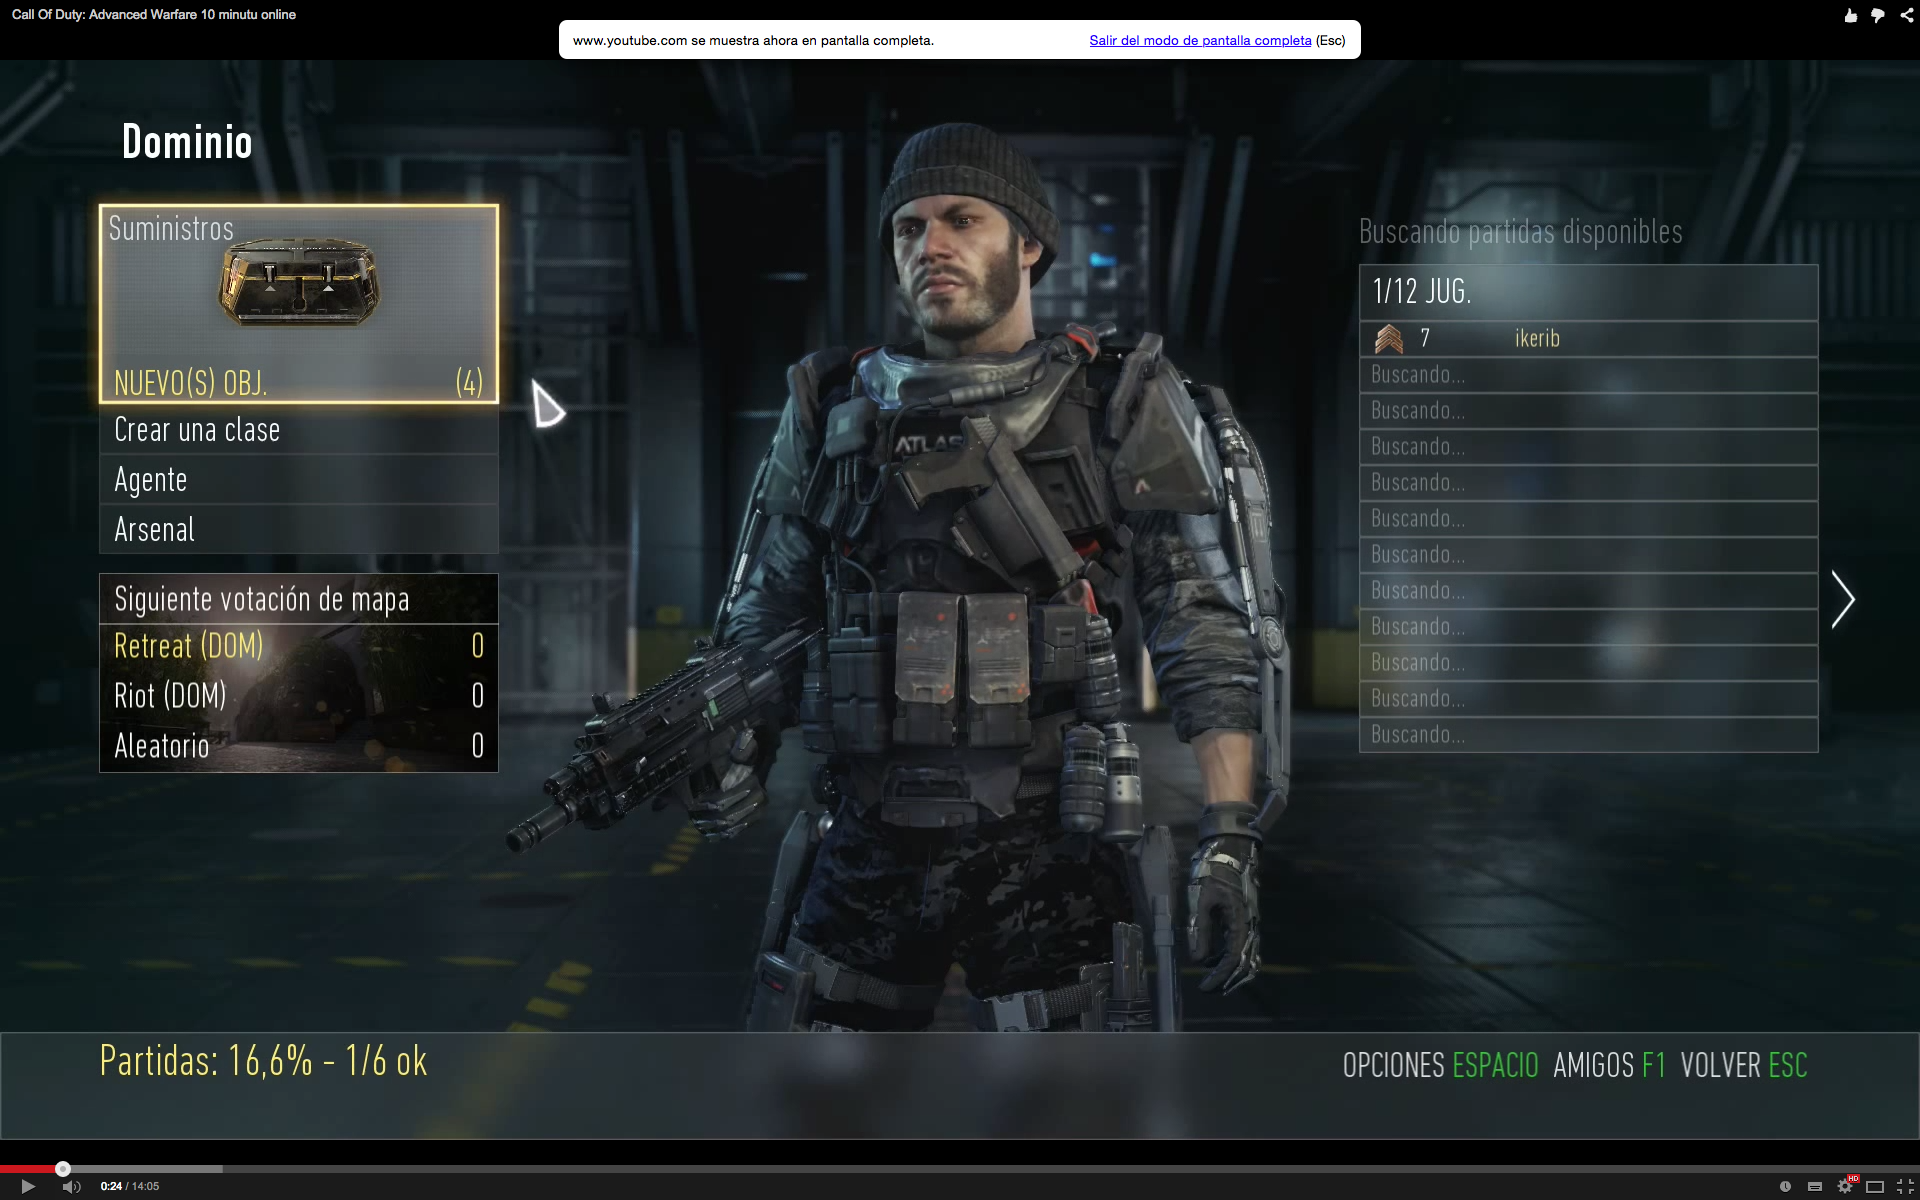 Call Of Duty: Advanced Warfare 10 minutu online
www.youtube.com se muestra ahora en pantalla completa. Salir del modo de pantalla completa (Esc)
Dominio
Suministros
NUEVO(S) OBJ. (4)
Crear una clase
Agente
Arsenal
Siguiente votación de mapa
Retreat (DOM) 0
Riot (DOM) 0
Aleatorio 0
ATLAS
Buscando partidas disponibles
1/12 JUG.
7 ikerib
Buscando...
Buscando...
Buscando...
Buscando...
Buscando...
Buscando...
Buscando...
Buscando...
Buscando...
Buscando...
Buscando...
Partidas: 16,6% - 1/6 ok
OPCIONES ESPACIO AMIGOS F1 VOLVER ESC
0:24 / 14:05
HD